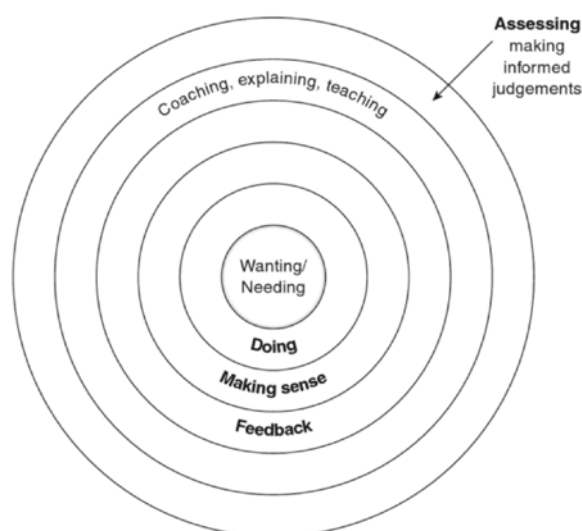 Assessing
making
informed
judgements
Coaching, explaining, teaching
Wanting/
Needing
Doing
Making sense
Feedback